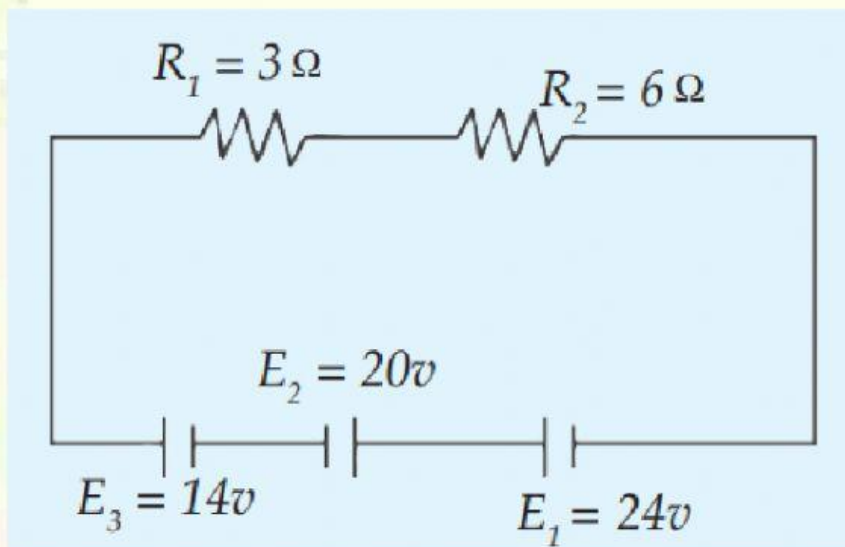 R₁ = 3 Ω
R₂ = 6 Ω
E₂ = 20v
E₃ = 14v
E₁ = 24v